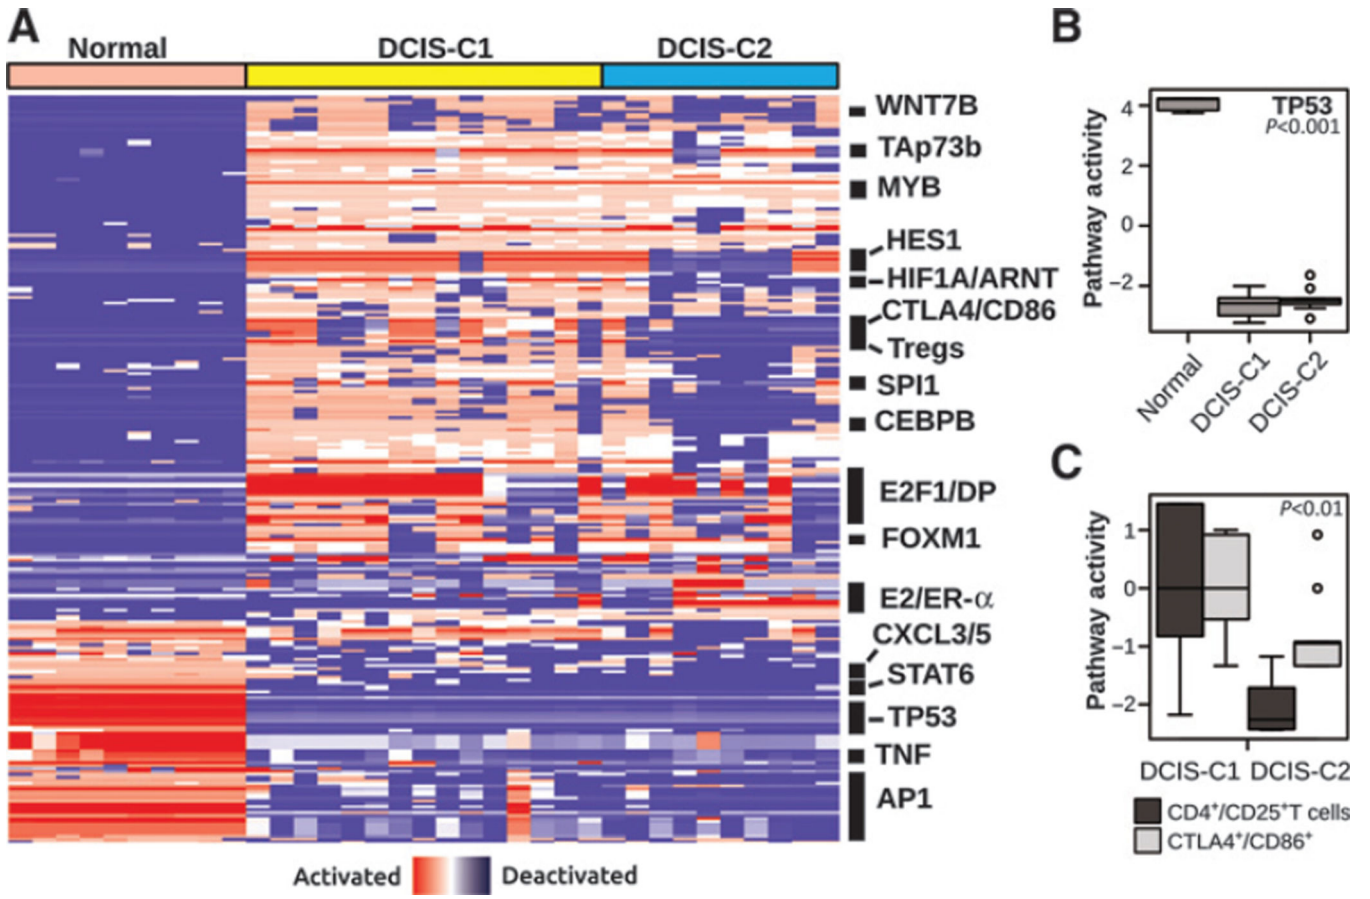 A
Normal DCIS-C1 DCIS-C2
WNT7B
TAp73b
MYB
HES1
HIF1A/ARNT
CTLA4/CD86
Tregs
SPI1
CEBPB
E2F1/DP
FOXM1
E2/ER-α
CXCL3/5
STAT6
TP53
TNF
AP1
Activated Deactivated
B
Pathway activity
4
2
0
−2
TP53
P<0.001
Normal
DCIS-C1
DCIS-C2
C
Pathway activity
1
0
−1
−2
P<0.01
DCIS-C1 DCIS-C2
CD4⁺/CD25⁺T cells
CTLA4⁺/CD86⁺